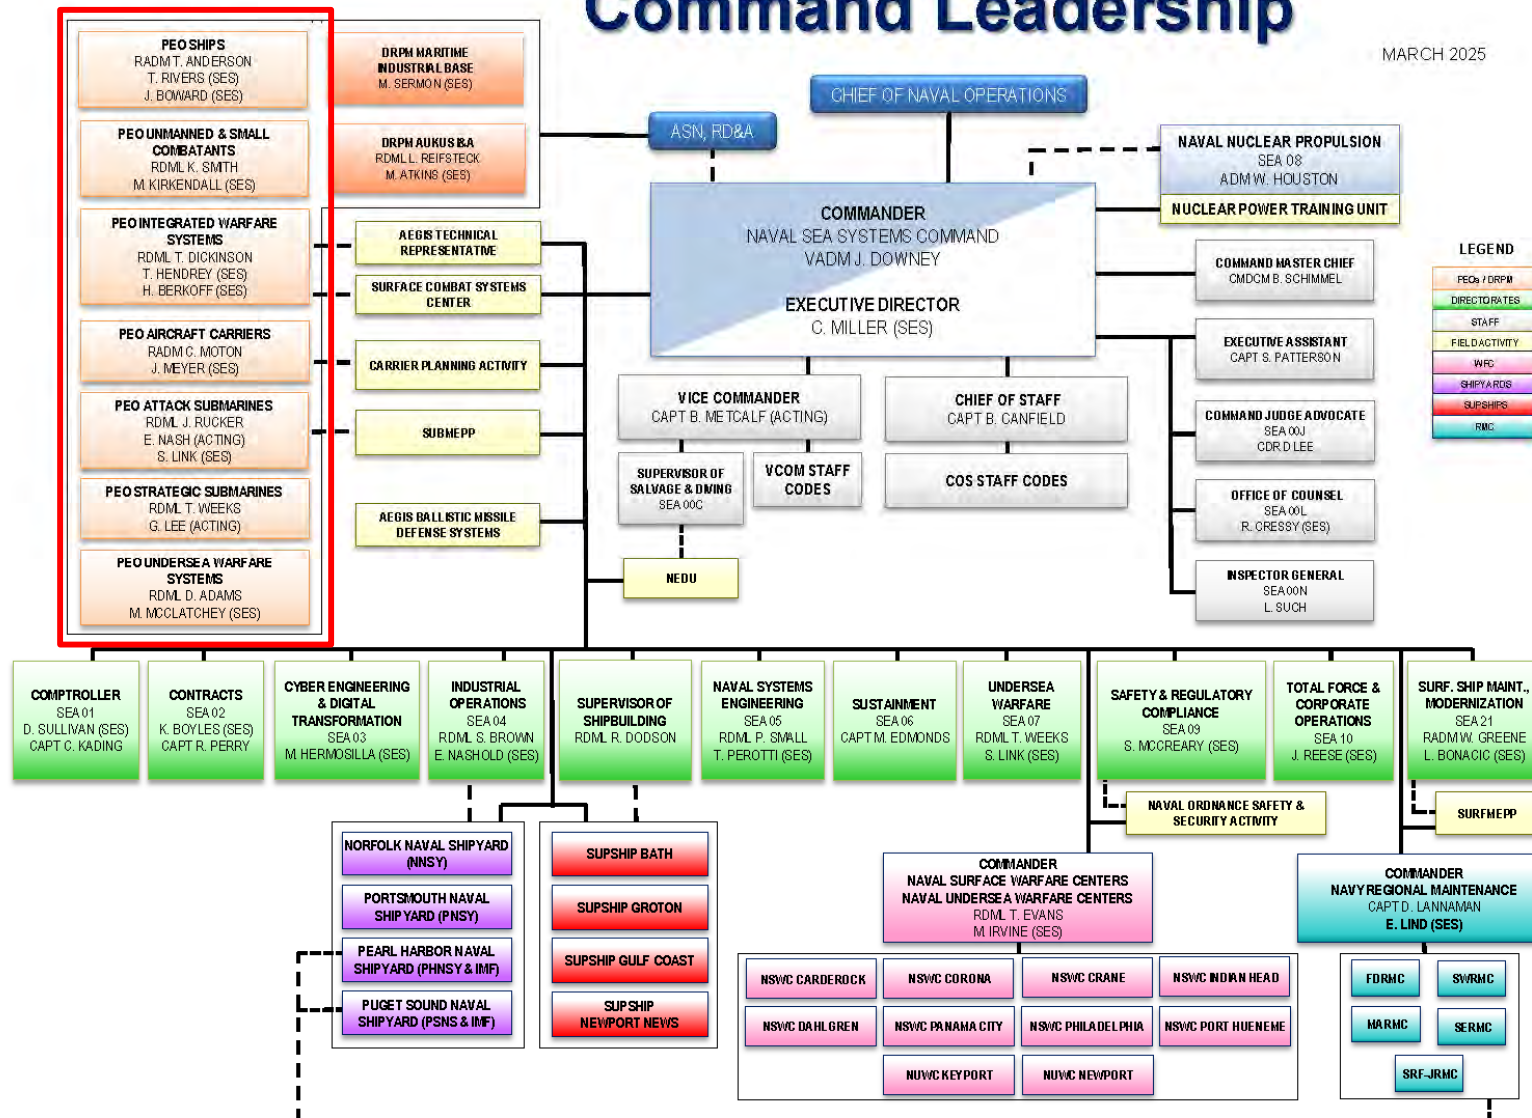 Command Leadership
MARCH 2025
PEO SHIPS
RADM T. ANDERSON
T. RIVERS (SES)
J. BOWARD (SES)
PEO UNMANNED & SMALL
COMBATANTS
RDML K. SMITH
M. KIRKENDALL (SES)
PEO INTEGRATED WARFARE
SYSTEMS
RDML T. DICKINSON
T. HENDREY (SES)
H. BERKOFF (SES)
PEO AIRCRAFT CARRIERS
RADM C. MOTON
J. MEYER (SES)
PEO ATTACK SUBMARINES
RDML J. RUCKER
E. NASH (ACTING)
S. LINK (SES)
PEO STRATEGIC SUBMARINES
RDML T. WEEKS
G. LEE (ACTING)
PEO UNDERSEA WARFARE
SYSTEMS
RDML D. ADAMS
M. MCCLATCHEY (SES)
DRPM MARITIME
INDUSTRIAL BASE
M. SERMON (SES)
DRPM AUKUS I&A
RDML L. REIFSTECK
M. ATKINS (SES)
AEGIS TECHNICAL
REPRESENTATIVE
SURFACE COMBAT SYSTEMS
CENTER
CARRIER PLANNING ACTIVITY
SUBMEPP
AEGIS BALLISTIC MISSILE
DEFENSE SYSTEMS
ASN, RD&A
CHIEF OF NAVAL OPERATIONS
COMMANDER
NAVAL SEA SYSTEMS COMMAND
VADM J. DOWNEY
EXECUTIVE DIRECTOR
C. MILLER (SES)
VICE COMMANDER
CAPT B. METCALF (ACTING)
CHIEF OF STAFF
CAPT B. CANFIELD
SUPERVISOR OF
SALVAGE & DIVING
SEA 00C
VCOM STAFF
CODES
COS STAFF CODES
NEDU
NAVAL NUCLEAR PROPULSION
SEA 08
ADM W. HOUSTON
NUCLEAR POWER TRAINING UNIT
COMMAND MASTER CHIEF
CMDCM B. SCHIMMEL
EXECUTIVE ASSISTANT
CAPT S. PATTERSON
COMMAND JUDGE ADVOCATE
SEA 00J
CDR D LEE
OFFICE OF COUNSEL
SEA 00L
R. CRESSY (SES)
INSPECTOR GENERAL
SEA 00N
L. SUCH
LEGEND
PEOs / DRPM
DIRECTORATES
STAFF
FIELD ACTIVITY
WFC
SHIPYARDS
SUPSHIPS
RMC
COMPTROLLER
SEA 01
D. SULLIVAN (SES)
CAPT C. KADING
CONTRACTS
SEA 02
K. BOYLES (SES)
CAPT R. PERRY
CYBER ENGINEERING
& DIGITAL
TRANSFORMATION
SEA 03
M. HERMOSILLA (SES)
INDUSTRIAL
OPERATIONS
SEA 04
RDML S. BROWN
E. NASHOLD (SES)
SUPERVISOR OF
SHIPBUILDING
RDML R. DODSON
NAVAL SYSTEMS
ENGINEERING
SEA 05
RDML P. SMALL
T. PEROTTI (SES)
SUSTAINMENT
SEA 06
CAPT M. EDMONDS
UNDERSEA
WARFARE
SEA 07
RDML T. WEEKS
S. LINK (SES)
SAFETY & REGULATORY
COMPLIANCE
SEA 09
S. MCCREARY (SES)
TOTAL FORCE &
CORPORATE
OPERATIONS
SEA 10
J. REESE (SES)
SURF. SHIP MAINT.,
MODERNIZATION
SEA 21
RADM W. GREENE
L. BONACIC (SES)
NAVAL ORDNANCE SAFETY &
SECURITY ACTIVITY
SURFMEPP
NORFOLK NAVAL SHIPYARD
(NNSY)
PORTSMOUTH NAVAL
SHIPYARD (PNSY)
PEARL HARBOR NAVAL
SHIPYARD (PHNSY & IMF)
PUGET SOUND NAVAL
SHIPYARD (PSNS & IMF)
SUPSHIP BATH
SUPSHIP GROTON
SUPSHIP GULF COAST
SUPSHIP
NEWPORT NEWS
COMMANDER
NAVAL SURFACE WARFARE CENTERS
NAVAL UNDERSEA WARFARE CENTERS
RDML T. EVANS
M. IRVINE (SES)
NSWC CARDEROCK
NSWC CORONA
NSWC CRANE
NSWC INDIAN HEAD
NSWC DAHLGREN
NSWC PANAMA CITY
NSWC PHILADELPHIA
NSWC PORT HUENEME
NUWC KEYPORT
NUWC NEWPORT
COMMANDER
NAVY REGIONAL MAINTENANCE
CAPT D. LANNAMAN
E. LIND (SES)
FDRMC
SWRMC
MARMC
SERMC
SRF-JRMC